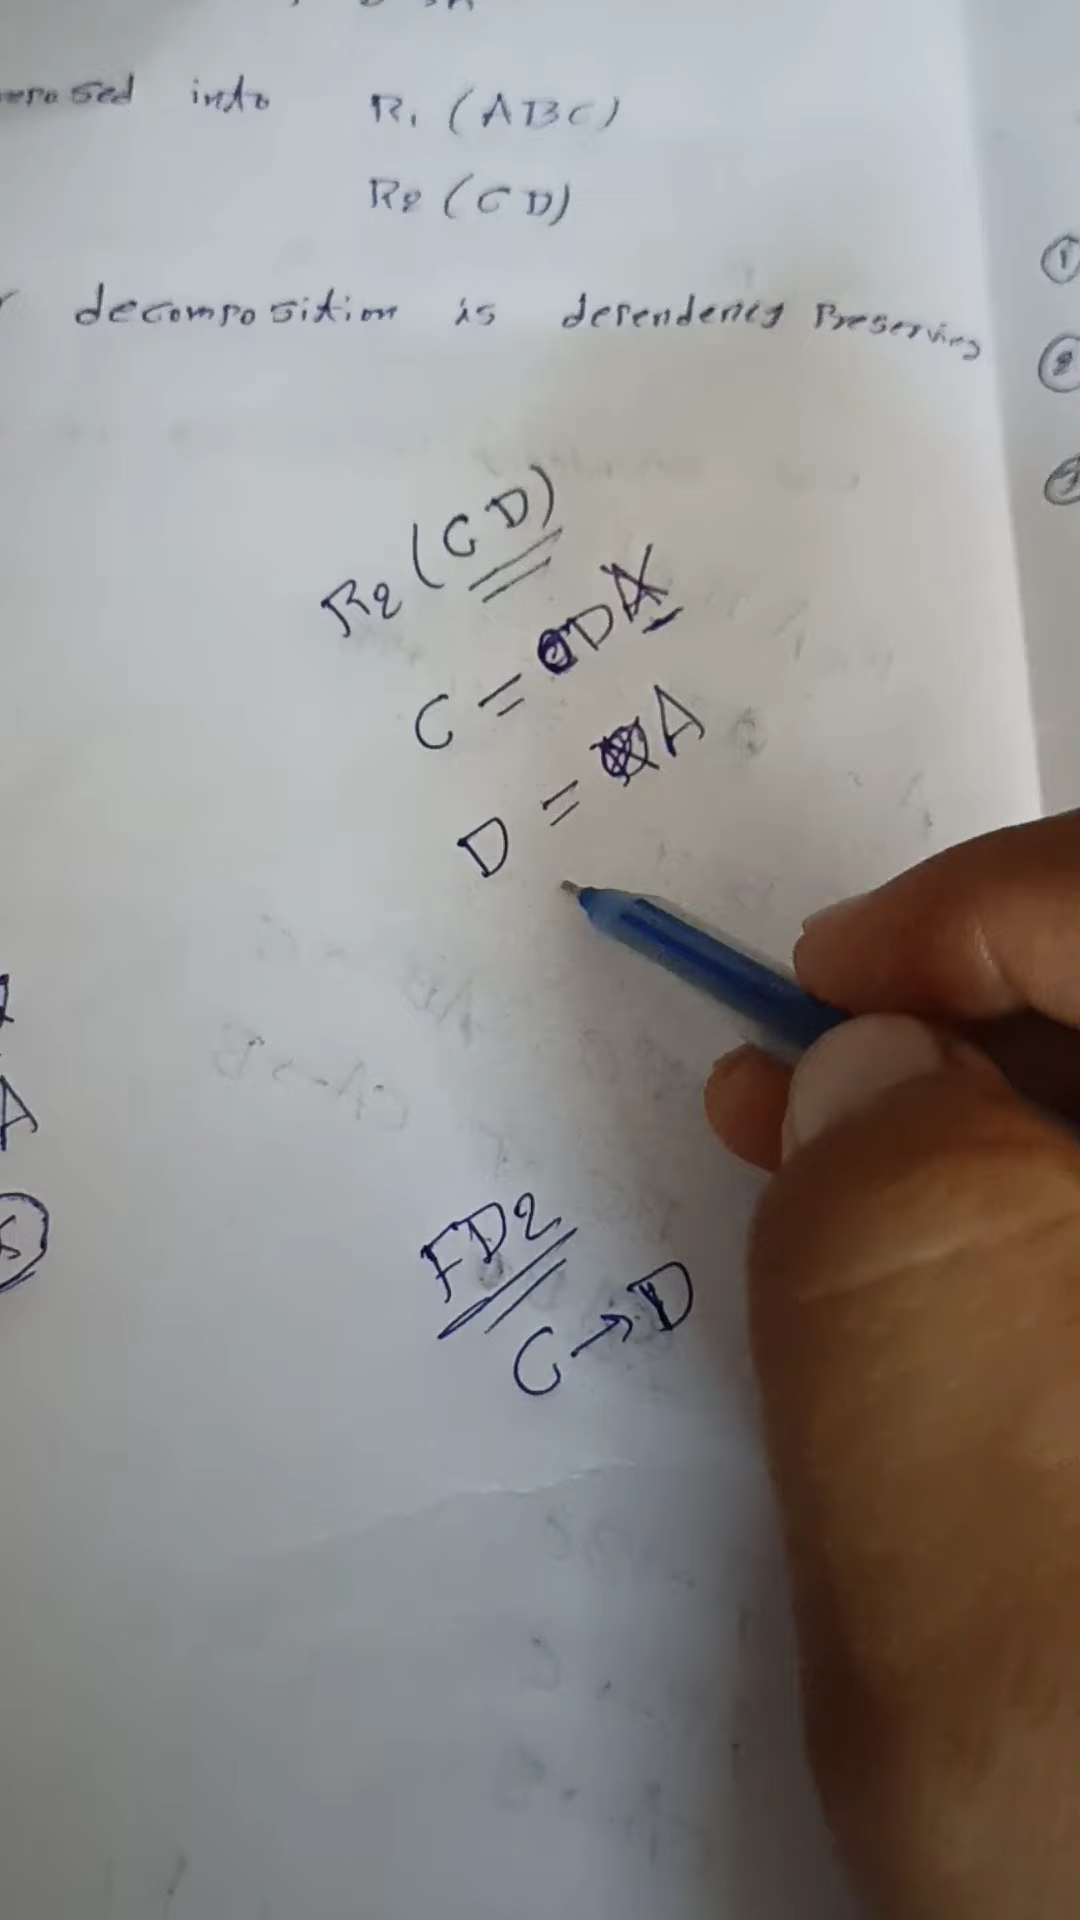 into R1 (ABC)
R2 (CD)
decomposition is dependency Preserving
R2 (CD)
C = DA
D = A
A
FD2
C → D